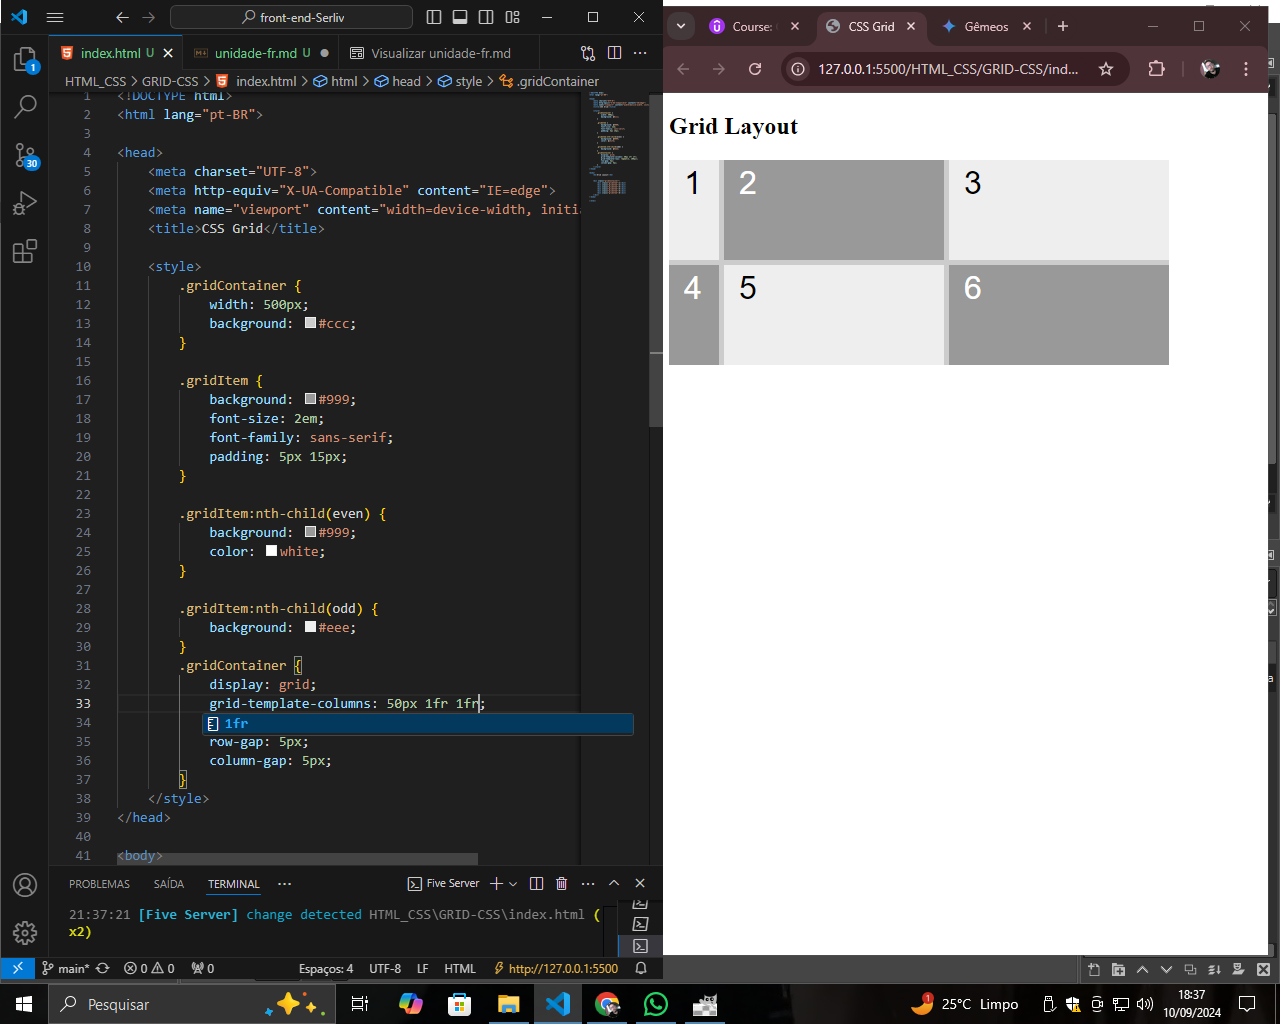 front-end-Serliv
index.html U
unidade-fr.md U
Visualizar unidade-fr.md
HTML_CSS > GRID-CSS > index.html > html > head > style > .gridContainer
1 <!DOCTYPE html>
2 <html lang="pt-BR">
3
4 <head>
5 <meta charset="UTF-8">
6 <meta http-equiv="X-UA-Compatible" content="IE=edge">
7 <meta name="viewport" content="width=device-width, initia
8 <title>CSS Grid</title>
9
10 <style>
11 .gridContainer {
12 width: 500px;
13 background: #ccc;
14 }
15
16 .gridItem {
17 background: #999;
18 font-size: 2em;
19 font-family: sans-serif;
20 padding: 5px 15px;
21 }
22
23 .gridItem:nth-child(even) {
24 background: #999;
25 color: white;
26 }
27
28 .gridItem:nth-child(odd) {
29 background: #eee;
30 }
31 .gridContainer {
32 display: grid;
33 grid-template-columns: 50px 1fr 1fr;
34 1fr
35 row-gap: 5px;
36 column-gap: 5px;
37 }
38 </style>
39 </head>
40
41 <body>
PROBLEMAS SAÍDA TERMINAL ··· Five Server
21:37:21 [Five Server] change detected HTML_CSS\GRID-CSS\index.html (
x2)
main* 0 0 0 Espaços: 4 UTF-8 LF HTML http://127.0.0.1:5500
Course:
CSS Grid
Gêmeos
127.0.0.1:5500/HTML_CSS/GRID-CSS/ind...
Grid Layout
1 2 3
4 5 6
1
30
Pesquisar
1
25°C Limpo
18:37
10/09/2024